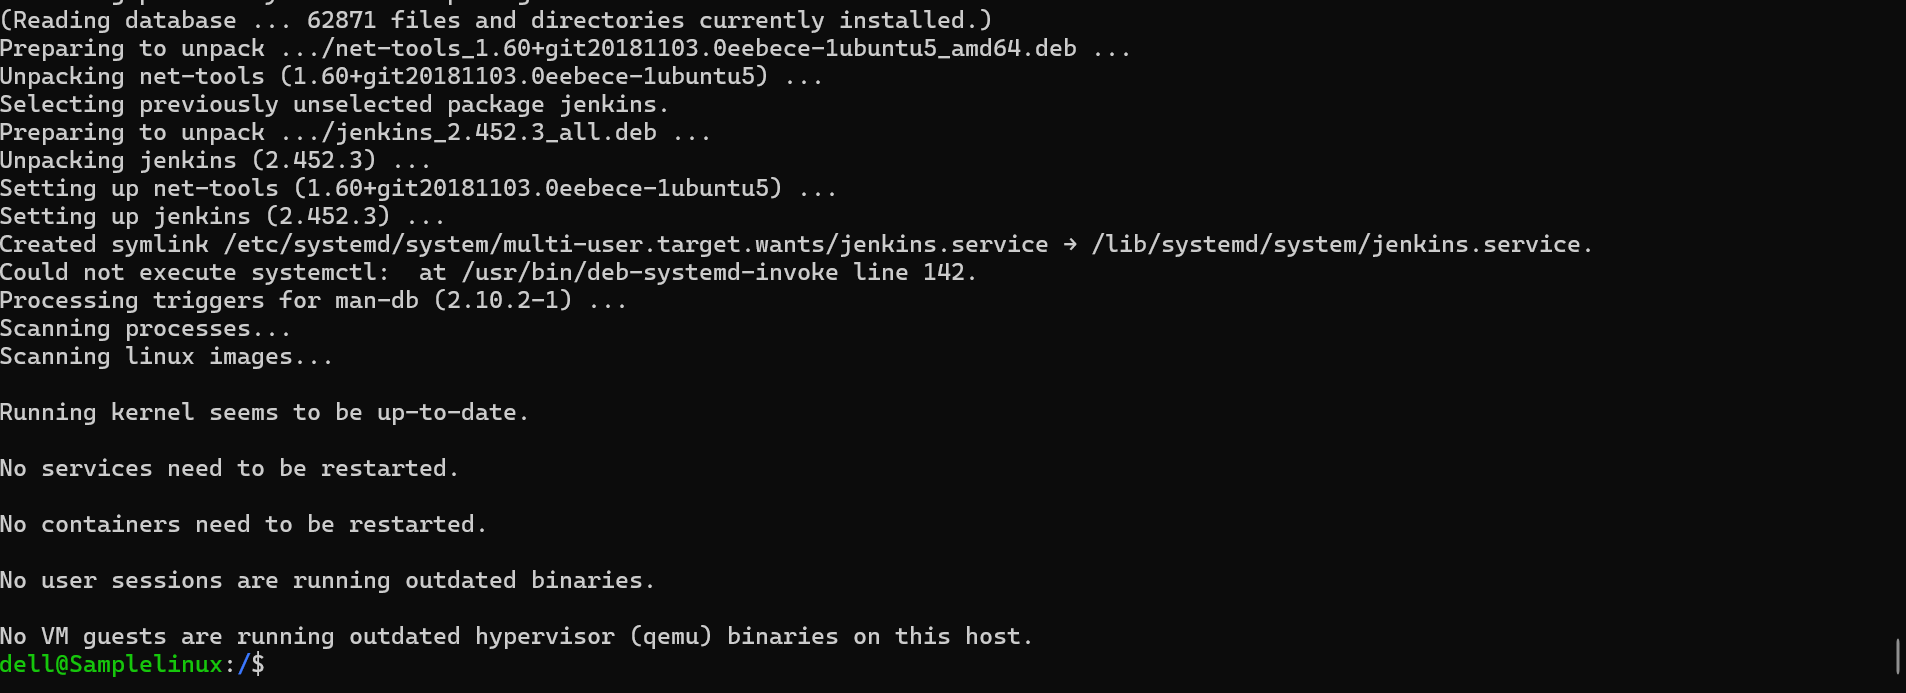 (Reading database ... 62871 files and directories currently installed.)
Preparing to unpack .../net-tools_1.60+git20181103.0eebece-1ubuntu5_amd64.deb ...
Unpacking net-tools (1.60+git20181103.0eebece-1ubuntu5) ...
Selecting previously unselected package jenkins.
Preparing to unpack .../jenkins_2.452.3_all.deb ...
Unpacking jenkins (2.452.3) ...
Setting up net-tools (1.60+git20181103.0eebece-1ubuntu5) ...
Setting up jenkins (2.452.3) ...
Created symlink /etc/systemd/system/multi-user.target.wants/jenkins.service → /lib/systemd/system/jenkins.service.
Could not execute systemctl:  at /usr/bin/deb-systemd-invoke line 142.
Processing triggers for man-db (2.10.2-1) ...
Scanning processes...
Scanning linux images...
Running kernel seems to be up-to-date.
No services need to be restarted.
No containers need to be restarted.
No user sessions are running outdated binaries.
No VM guests are running outdated hypervisor (qemu) binaries on this host.
dell@Samplelinux:/$